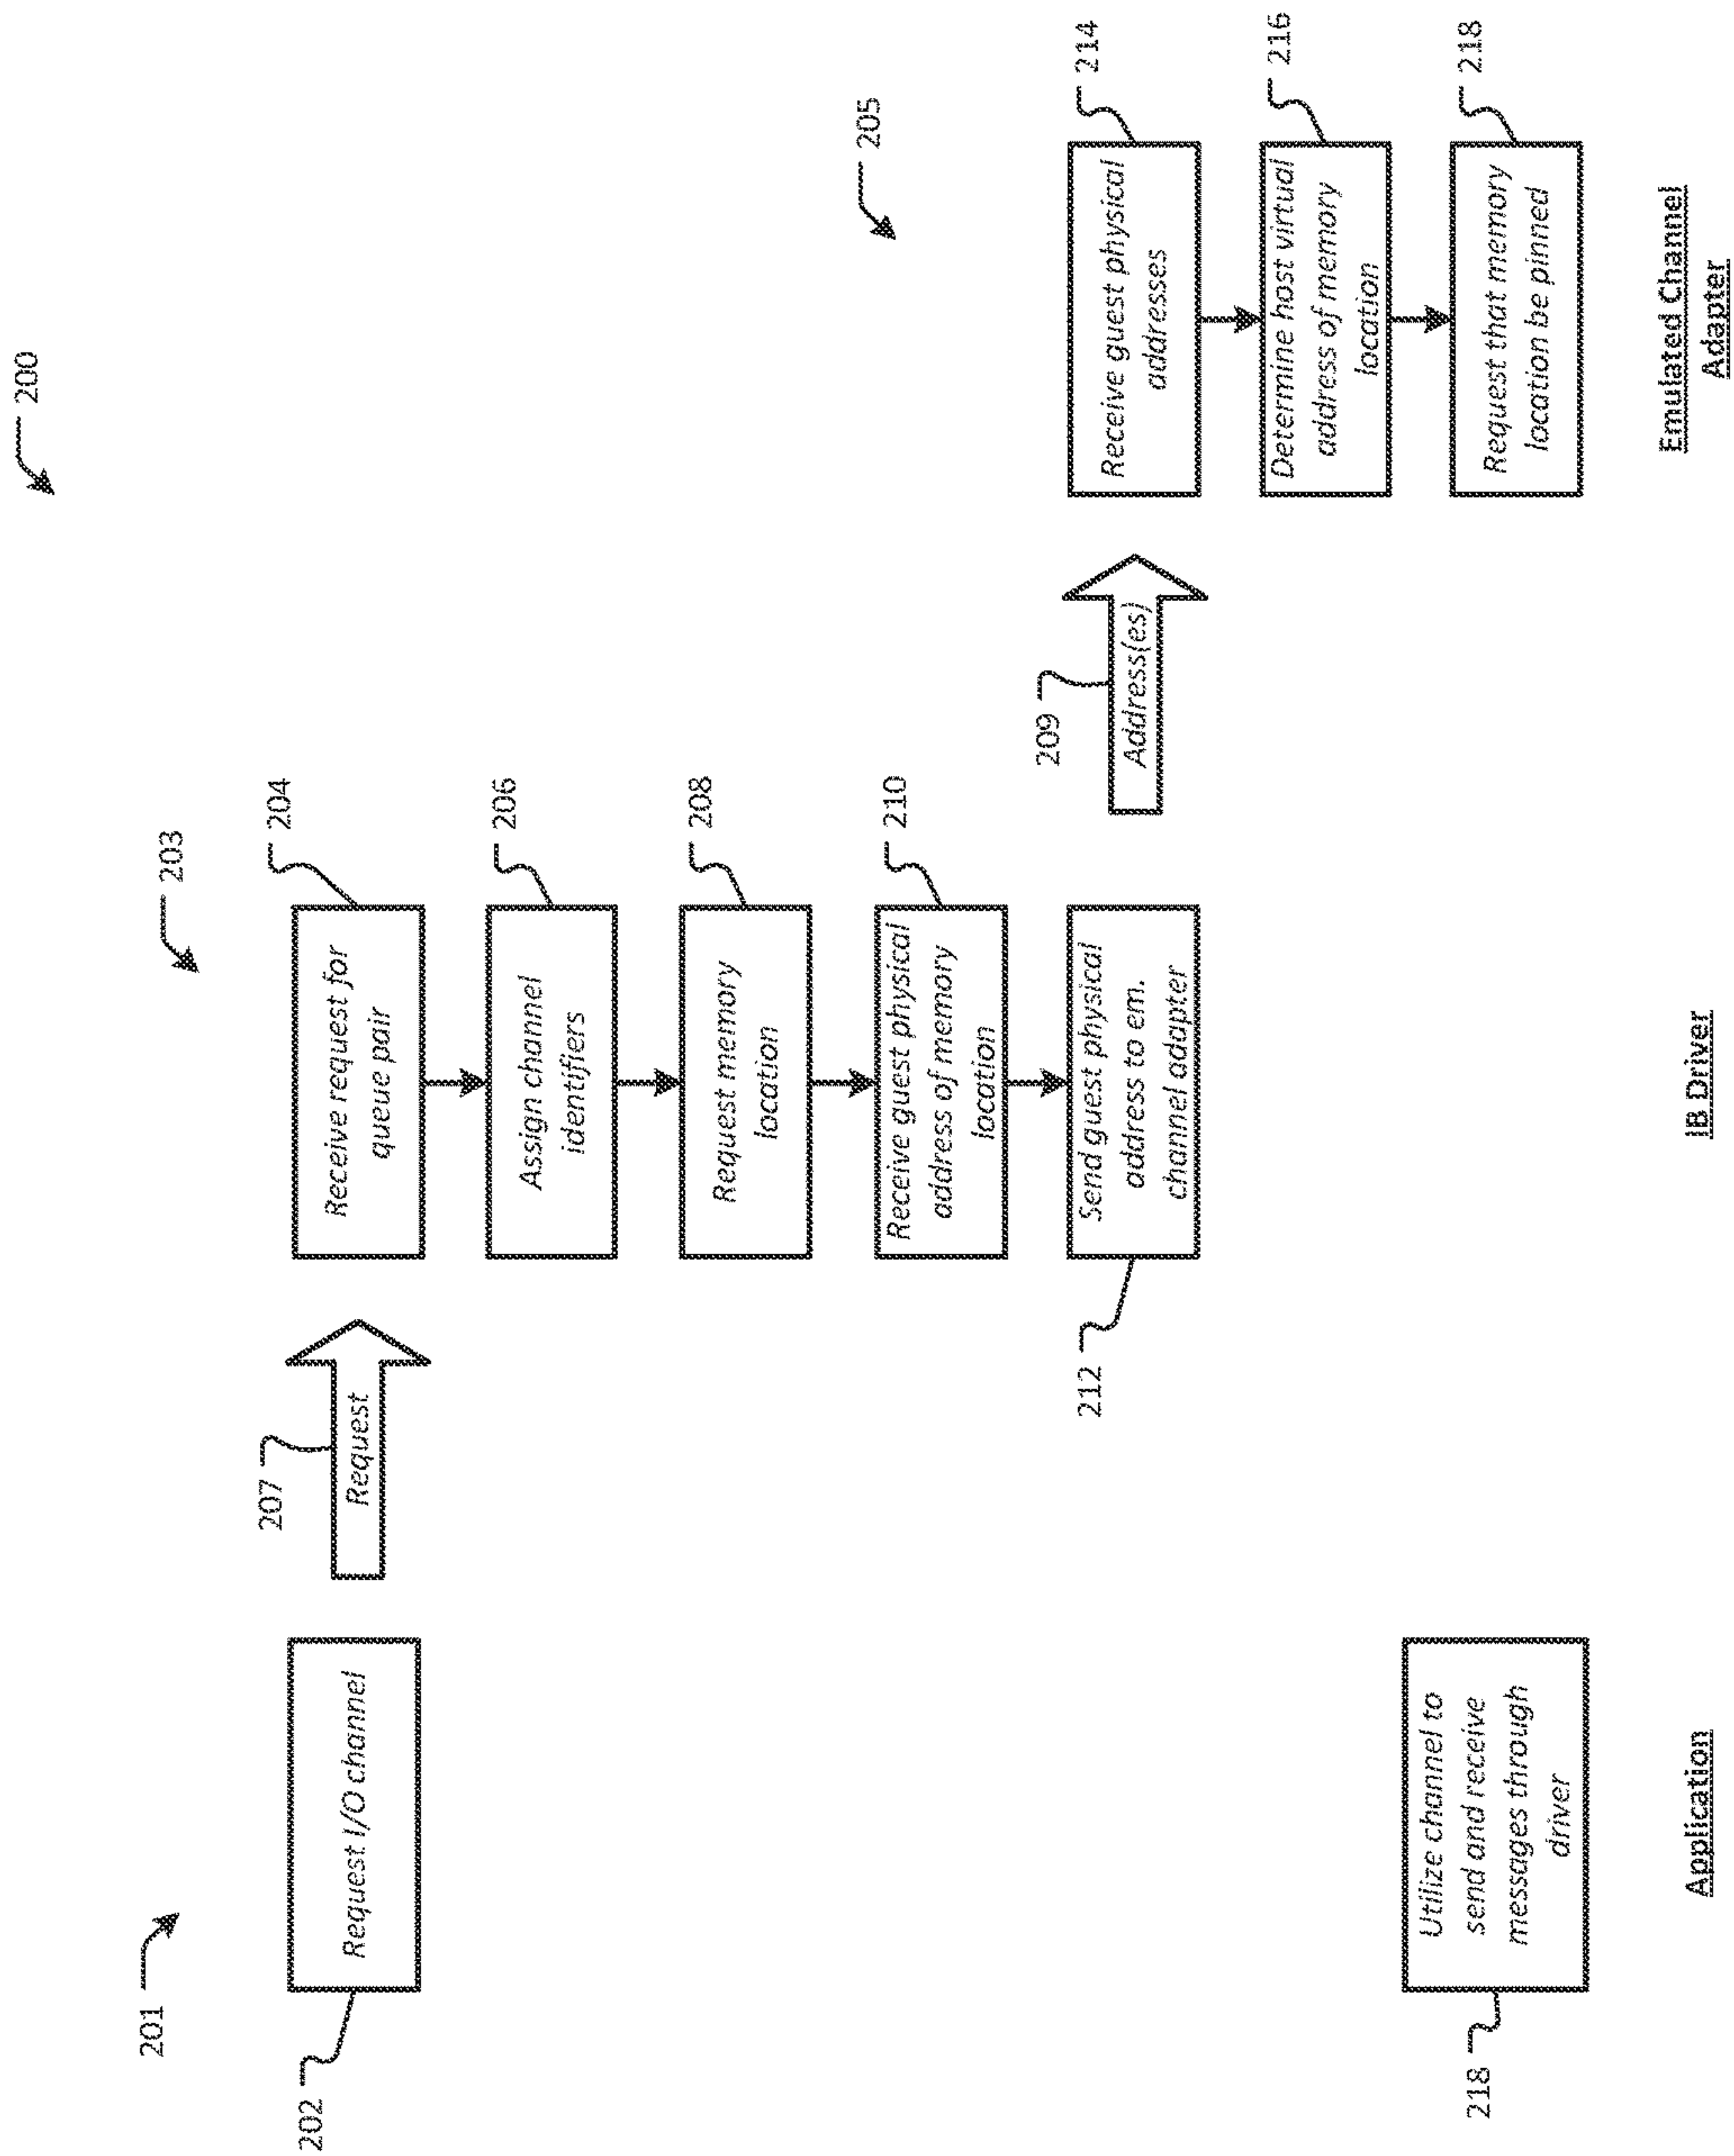 200
201
203
205
202
Request I/O channel
207
Request
204
Receive request for
queue pair
206
Assign channel
identifiers
208
Request memory
location
210
Receive guest physical
address of memory
location
212
Send guest physical
address to em.
channel adapter
209
Address(es)
214
Receive guest physical
addresses
216
Determine host virtual
address of memory
location
218
Request that memory
location be pinned
218
Utilize channel to
send and receive
messages through
driver
Application
IB Driver
Emulated Channel
Adapter